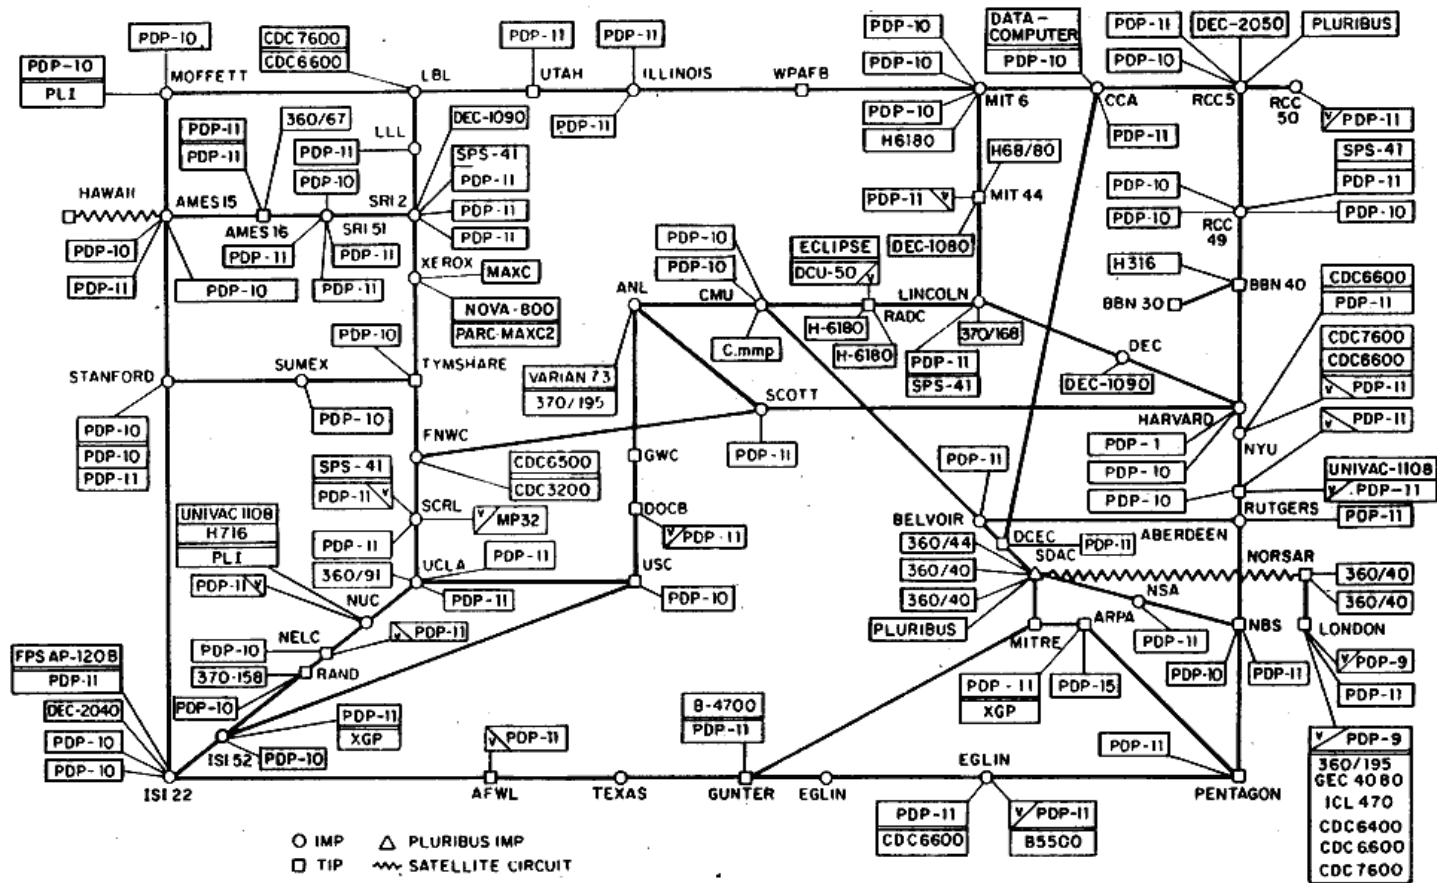 PDP-10
CDC7600
CDC6600
PDP-11
PDP-11
PDP-10
DATA-
COMPUTER
PDP-10
PDP-11
DEC-2050
PLURIBUS
PDP-10
PLI
MOFFETT
LBL
UTAH
ILLINOIS
WPAFB
PDP-10
PDP-10
MIT 6
CCA
PDP-10
RCC5
RCC
50
PDP-11
360/67
PDP-11
PDP-11
LLL
PDP-11
DEC-1090
PDP-11
PDP-10
H6180
PDP-11
V PDP-11
SPS-41
PDP-11
PDP-10
SPS-41
PDP-11
H68/80
PDP-11 V
MIT 44
PDP-10
PDP-10
PDP-10
RCC
49
HAWAII
AMES15
AMES16
SRI 51
SRI 2
PDP-11
PDP-11
PDP-10
PDP-11
PDP-11
PDP-11
PDP-10
PDP-11
XEROX
MAXC
NOVA-800
PARC-MAXC2
PDP-10
PDP-10
ECLIPSE
DCU-50 V
DEC-1080
H316
BBN 30
BBN 40
CDC6600
PDP-11
ANL
CMU
RADC
LINCOLN
C.mmp
H-6180
H-6180
370/168
PDP-11
SPS-41
DEC
DEC-1090
CDC7600
CDC6600
V PDP-11
V PDP-11
PDP-10
STANFORD
SUMEX
TYMSHARE
PDP-10
VARIAN 73
370/195
SCOTT
PDP-11
HARVARD
NYU
PDP-1
PDP-10
PDP-10
PDP-10
PDP-10
PDP-11
FNWC
CDC6500
CDC3200
GWC
PDP-11
UNIVAC-1108
V PDP-11
RUTGERS
PDP-11
SPS-41
PDP-11 V
SCRL
V MP32
DOCB
V PDP-11
BELVOIR
DCEC
PDP-11
ABERDEEN
UNIVAC 1108
H716
PLI
PDP-11 V
PDP-11
360/91
UCLA
PDP-11
PDP-11
USC
PDP-10
360/44
360/40
360/40
PLURIBUS
SDAC
NORSAR
360/40
360/40
NUC
NSA
PDP-11
NBS
LONDON
NELC
PDP-10
V PDP-11
370-158
RAND
PDP-10
MITRE
ARPA
PDP-11
XGP
PDP-15
PDP-10
PDP-11
V PDP-9
PDP-11
FPS AP-120B
PDP-11
DEC-2040
PDP-10
PDP-10
PDP-11
XGP
ISI 52
PDP-10
B-4700
PDP-11
V PDP-11
PDP-11
V PDP-9
360/195
GEC 4080
ICL 470
CDC6400
CDC6600
CDC7600
ISI 22
AFWL
TEXAS
GUNTER
EGLIN
EGLIN
PENTAGON
PDP-11
CDC6600
V PDP-11
B5500
IMP
PLURIBUS IMP
TIP
SATELLITE CIRCUIT